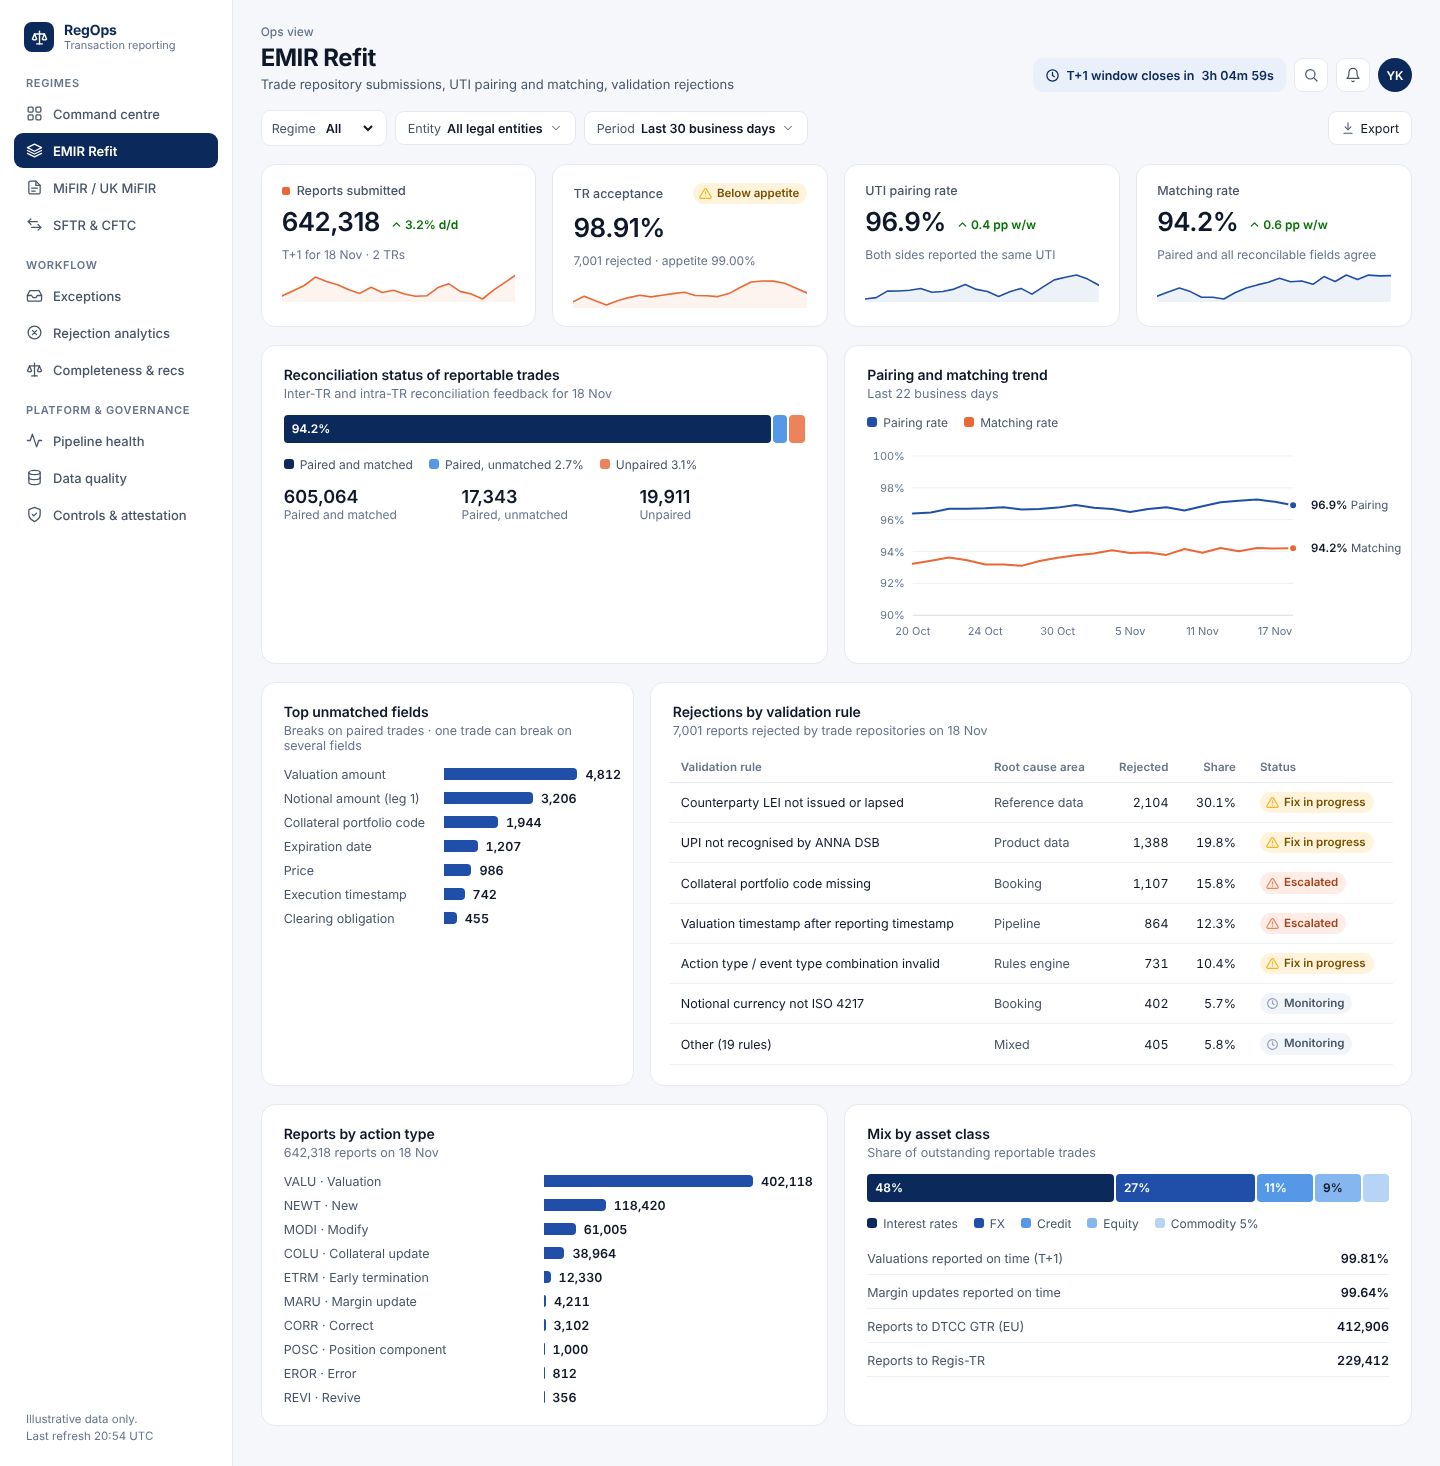 RegOps
Transaction reporting
REGIMES
Command centre
EMIR Refit
MiFIR / UK MiFIR
SFTR & CFTC
WORKFLOW
Exceptions
Rejection analytics
Completeness & recs
PLATFORM & GOVERNANCE
Pipeline health
Data quality
Controls & attestation
Illustrative data only.
Last refresh 20:54 UTC
Ops view
EMIR Refit
Trade repository submissions, UTI pairing and matching, validation rejections
T+1 window closes in 3h 04m 59s
YK
Regime All
Entity All legal entities
Period Last 30 business days
Export
Reports submitted
642,318 3.2% d/d
T+1 for 18 Nov · 2 TRs
TR acceptance Below appetite
98.91%
7,001 rejected · appetite 99.00%
UTI pairing rate
96.9% 0.4 pp w/w
Both sides reported the same UTI
Matching rate
94.2% 0.6 pp w/w
Paired and all reconcilable fields agree
Reconciliation status of reportable trades
Inter-TR and intra-TR reconciliation feedback for 18 Nov
94.2%
Paired and matched Paired, unmatched 2.7% Unpaired 3.1%
605,064 17,343 19,911
Paired and matched Paired, unmatched Unpaired
Pairing and matching trend
Last 22 business days
Pairing rate Matching rate
100%
98%
96%
94%
92%
90%
96.9% Pairing
94.2% Matching
20 Oct 24 Oct 30 Oct 5 Nov 11 Nov 17 Nov
Top unmatched fields
Breaks on paired trades · one trade can break on
several fields
Valuation amount 4,812
Notional amount (leg 1) 3,206
Collateral portfolio code 1,944
Expiration date 1,207
Price 986
Execution timestamp 742
Clearing obligation 455
Rejections by validation rule
7,001 reports rejected by trade repositories on 18 Nov
Validation rule Root cause area Rejected Share Status
Counterparty LEI not issued or lapsed Reference data 2,104 30.1% Fix in progress
UPI not recognised by ANNA DSB Product data 1,388 19.8% Fix in progress
Collateral portfolio code missing Booking 1,107 15.8% Escalated
Valuation timestamp after reporting timestamp Pipeline 864 12.3% Escalated
Action type / event type combination invalid Rules engine 731 10.4% Fix in progress
Notional currency not ISO 4217 Booking 402 5.7% Monitoring
Other (19 rules) Mixed 405 5.8% Monitoring
Reports by action type
642,318 reports on 18 Nov
VALU · Valuation 402,118
NEWT · New 118,420
MODI · Modify 61,005
COLU · Collateral update 38,964
ETRM · Early termination 12,330
MARU · Margin update 4,211
CORR · Correct 3,102
POSC · Position component 1,000
EROR · Error 812
REVI · Revive 356
Mix by asset class
Share of outstanding reportable trades
48% 27% 11% 9%
Interest rates FX Credit Equity Commodity 5%
Valuations reported on time (T+1) 99.81%
Margin updates reported on time 99.64%
Reports to DTCC GTR (EU) 412,906
Reports to Regis-TR 229,412